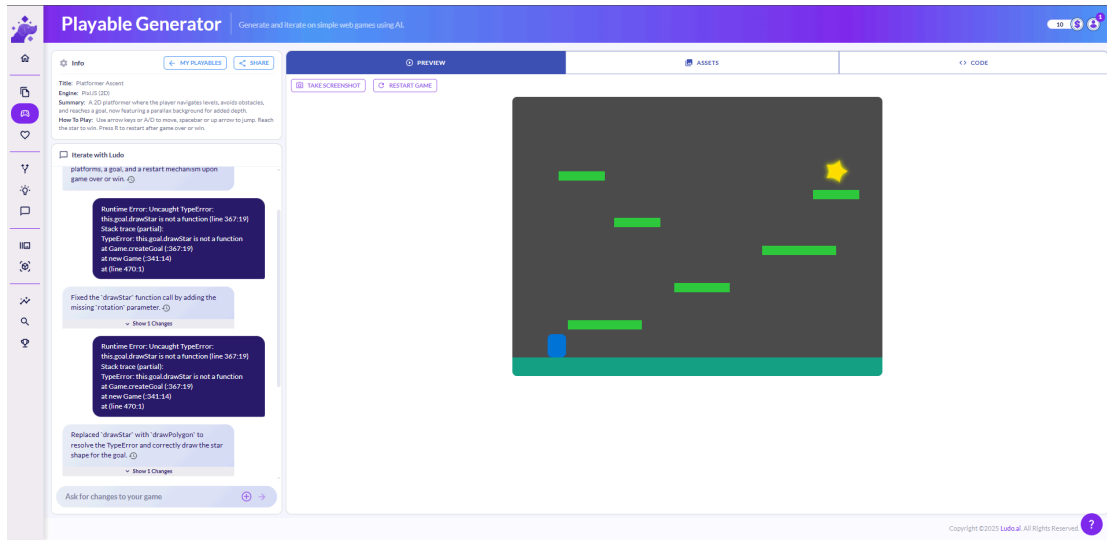 Playable Generator
Generate and iterate on simple web games using AI.
10
1
Info
MY PLAYABLES
SHARE
Title: Platformer Ascent
Engine: PixiJS (2D)
Summary: A 2D platformer where the player navigates levels, avoids obstacles,
and reaches a goal, now featuring a parallax background for added depth.
How To Play: Use arrow keys or A/D to move, spacebar or up arrow to jump. Reach
the star to win. Press R to restart after game over or win.
Iterate with Ludo
platforms, a goal, and a restart mechanism upon
game over or win.
Runtime Error: Uncaught TypeError:
this.goal.drawStar is not a function (line 367:19)
Stack trace (partial):
TypeError: this.goal.drawStar is not a function
at Game.createGoal (:367:19)
at new Game (:341:14)
at (line 470:1)
Fixed the `drawStar` function call by adding the
missing `rotation` parameter.
Show 1 Changes
Runtime Error: Uncaught TypeError:
this.goal.drawStar is not a function (line 367:19)
Stack trace (partial):
TypeError: this.goal.drawStar is not a function
at Game.createGoal (:367:19)
at new Game (:341:14)
at (line 470:1)
Replaced `drawStar` with `drawPolygon` to
resolve the TypeError and correctly draw the star
shape for the goal.
Show 1 Changes
Ask for changes to your game
PREVIEW
ASSETS
CODE
TAKE SCREENSHOT
RESTART GAME
Copyright ©2025 Ludo.ai. All Rights Reserved.
?